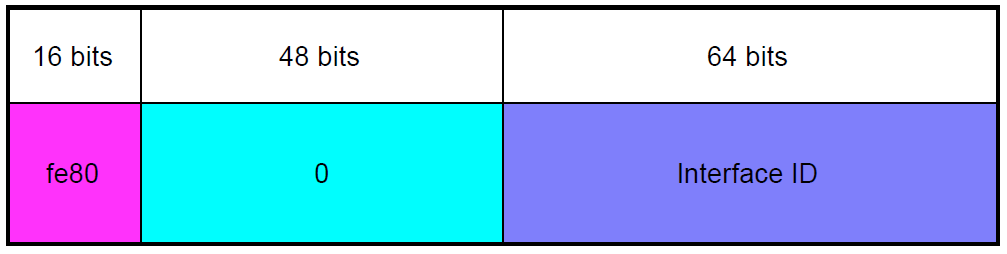 16 bits 48 bits 64 bits
fe80 0 Interface ID